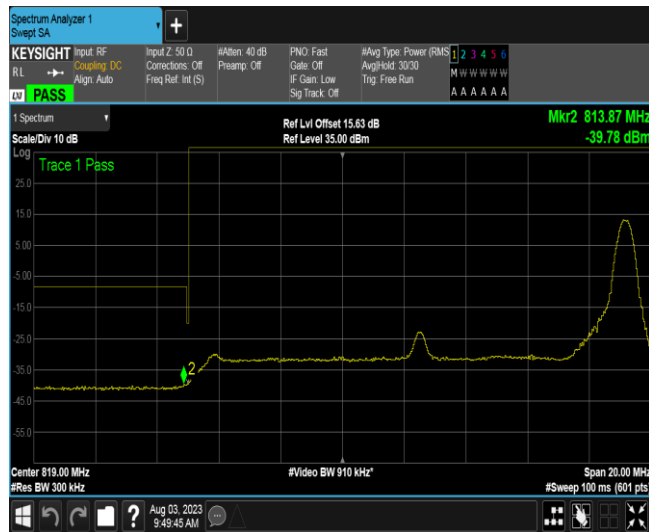 Spectrum Analyzer 1
Swept SA
+
KEYSIGHT
RL
LXI PASS
Input: RF
Coupling: DC
Align: Auto
Input Z: 50 Ω
Corrections: Off
Freq Ref: Int (S)
#Atten: 40 dB
Preamp: Off
PNO: Fast
Gate: Off
IF Gain: Low
Sig Track: Off
#Avg Type: Power (RMS
Avg|Hold: 30/30
Trig: Free Run
1 2 3 4 5 6
M W W W W W
A A A A A A
1 Spectrum
Scale/Div 10 dB
Ref Lvl Offset 15.63 dB
Ref Level 35.00 dBm
Mkr2 813.87 MHz
-39.78 dBm
Log
Trace 1 Pass
25.0
15.0
5.00
-5.00
-15.0
-25.0
-35.0
-45.0
-55.0
2
Center 819.00 MHz
#Res BW 300 kHz
#Video BW 910 kHz*
Span 20.00 MHz
#Sweep 100 ms (601 pts)
?
Aug 03, 2023
9:49:45 AM